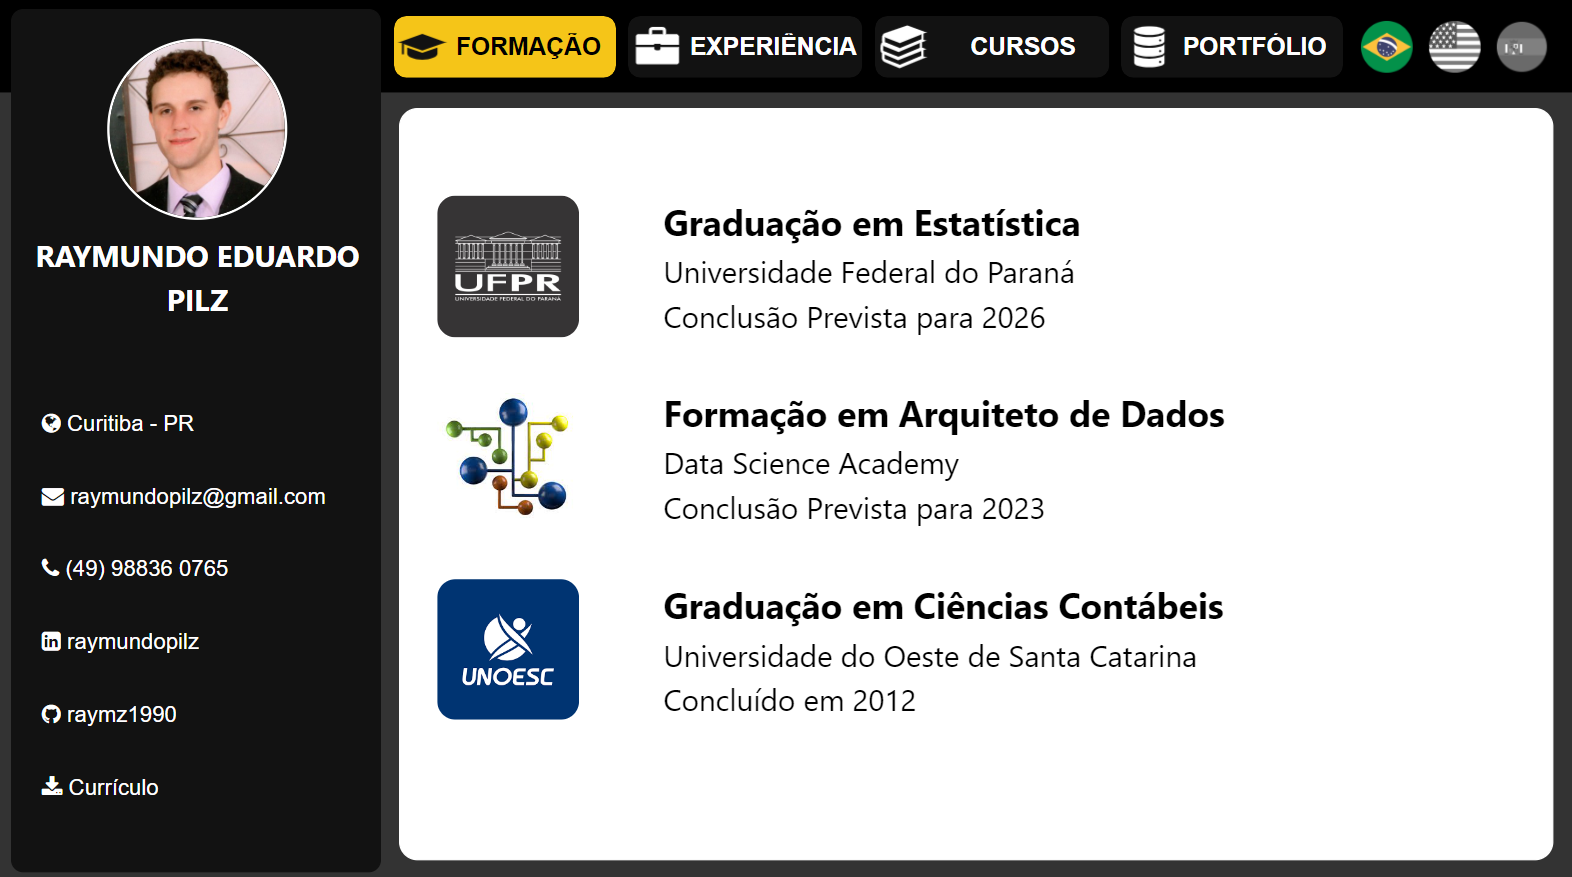 FORMAÇÃO
EXPERIÊNCIA
CURSOS
PORTFÓLIO
RAYMUNDO EDUARDO
PILZ
Curitiba - PR
raymundopilz@gmail.com
(49) 98836 0765
in raymundopilz
raymz1990
Currículo
UFPR
UNIVERSIDADE FEDERAL DO PARANÁ
Graduação em Estatística
Universidade Federal do Paraná
Conclusão Prevista para 2026
Formação em Arquiteto de Dados
Data Science Academy
Conclusão Prevista para 2023
UNOESC
Graduação em Ciências Contábeis
Universidade do Oeste de Santa Catarina
Concluído em 2012